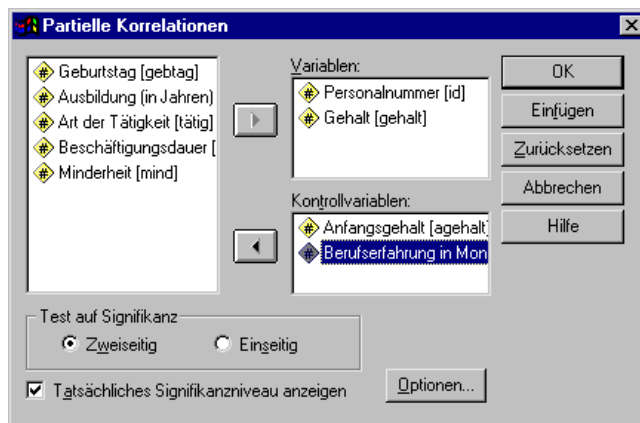 Partielle Korrelationen
Geburtstag [gebtag]
Ausbildung (in Jahren)
Art der Tätigkeit [tätig]
Beschäftigungsdauer [
Minderheit [mind]
Variablen:
Personalnummer [id]
Gehalt [gehalt]
Kontrollvariablen:
Anfangsgehalt [agehalt]
Berufserfahrung in Mon
OK
Einfügen
Zurücksetzen
Abbrechen
Hilfe
Test auf Signifikanz
Zweiseitig
Einseitig
Tatsächliches Signifikanzniveau anzeigen
Optionen...